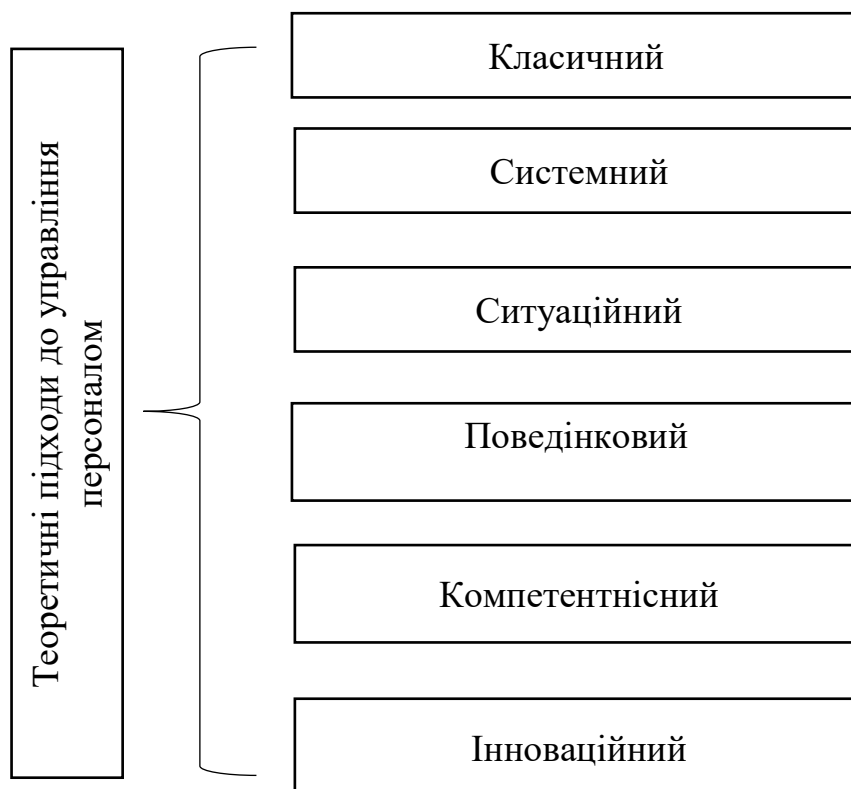 Теоретичні підходи до управління
персоналом
Класичний
Системний
Ситуаційний
Поведінковий
Компетентнісний
Інноваційний